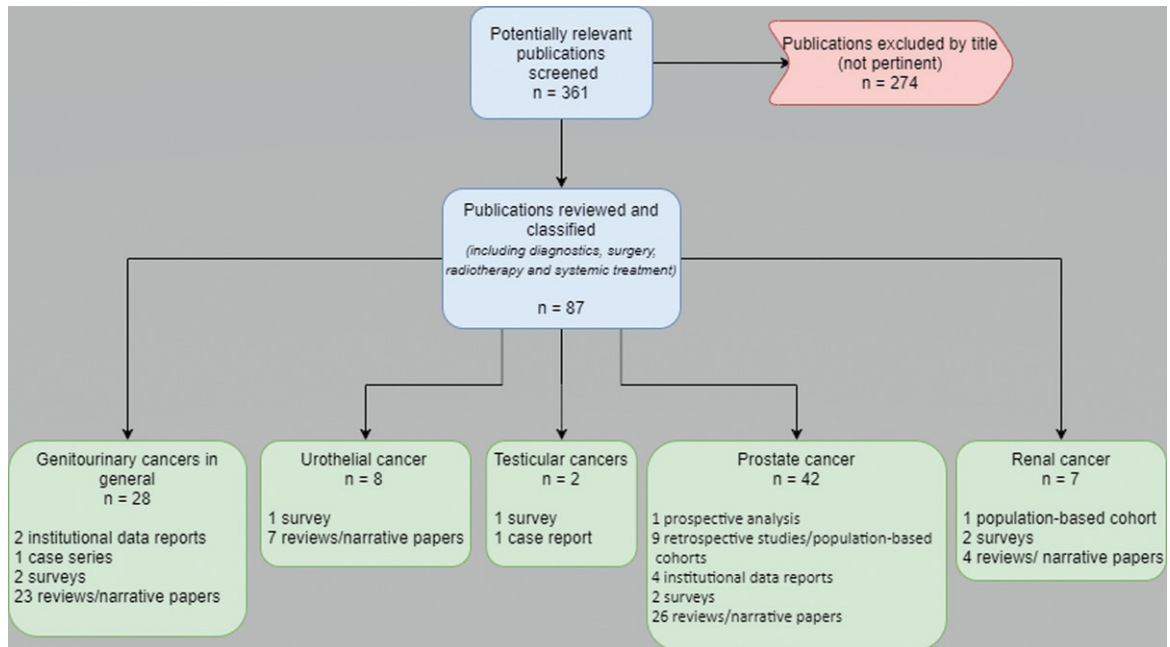 Potentially relevant
publications
screened
n = 361
Publications excluded by title
(not pertinent)
n = 274
Publications reviewed and
classified
(including diagnostics, surgery,
radiotherapy and systemic treatment)
n = 87
Genitourinary cancers in
general
n = 28
2 institutional data reports
1 case series
2 surveys
23 reviews/narrative papers
Urothelial cancer
n = 8
1 survey
7 reviews/narrative papers
Testicular cancers
n = 2
1 survey
1 case report
Prostate cancer
n = 42
1 prospective analysis
9 retrospective studies/population-based
cohorts
4 institutional data reports
2 surveys
26 reviews/narrative papers
Renal cancer
n = 7
1 population-based cohort
2 surveys
4 reviews/ narrative papers